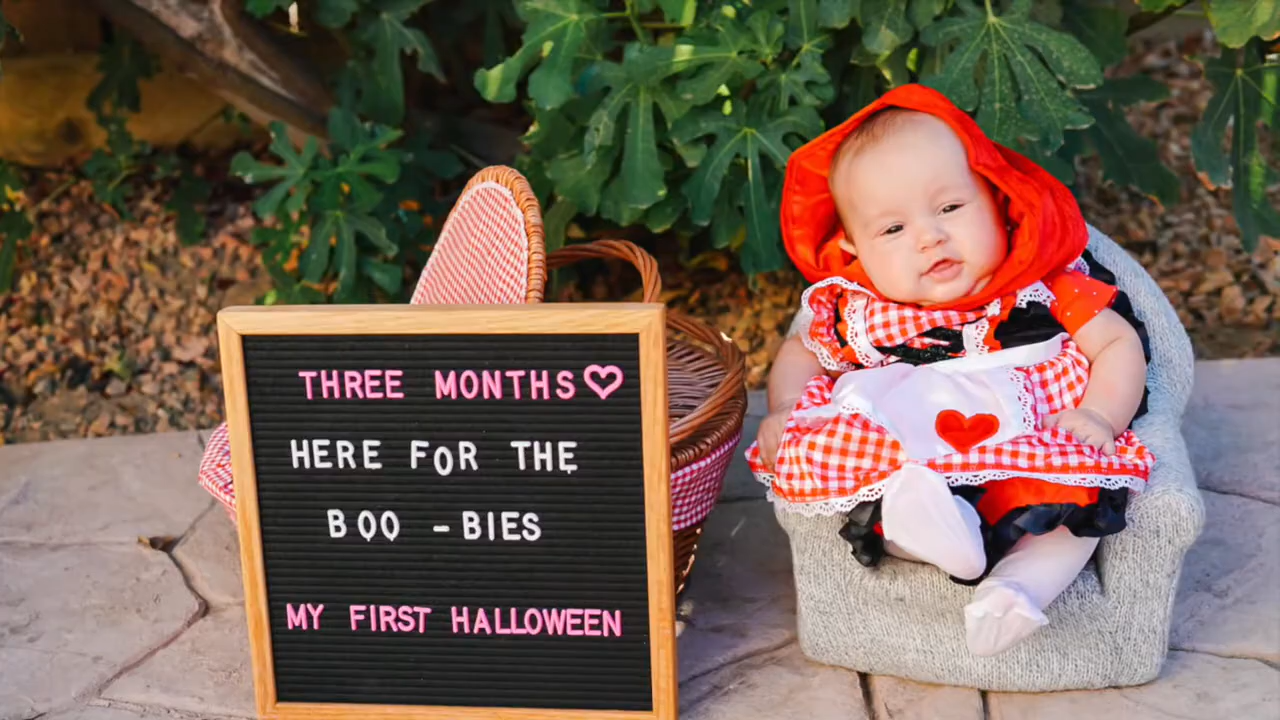 THREE MONTHS♡
HERE FOR THE
BOO -BIES
MY FIRST HALLOWEEN